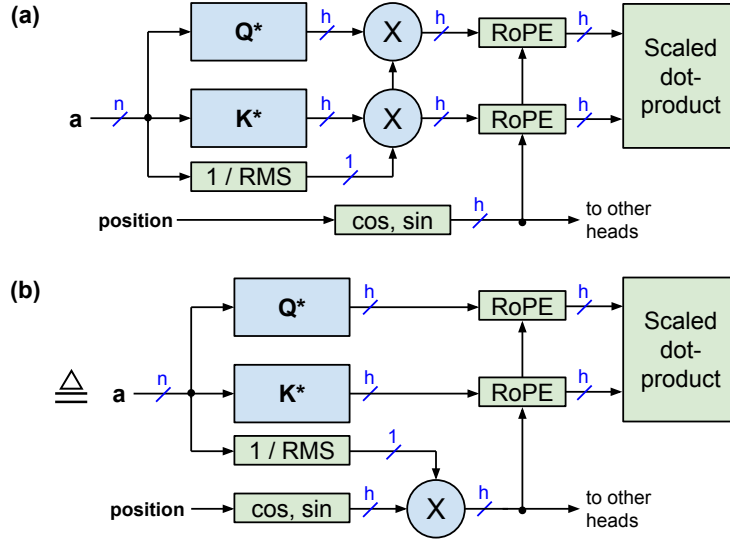 (a)
Q*
h
X
h
RoPE
h
Scaled
dot-
product
a
n
K*
h
X
h
RoPE
h
1 / RMS
1
position
cos, sin
h
to other
heads
(b)
Q*
h
RoPE
h
Scaled
dot-
product
≜
a
n
K*
h
RoPE
h
1 / RMS
1
position
cos, sin
h
X
h
to other
heads